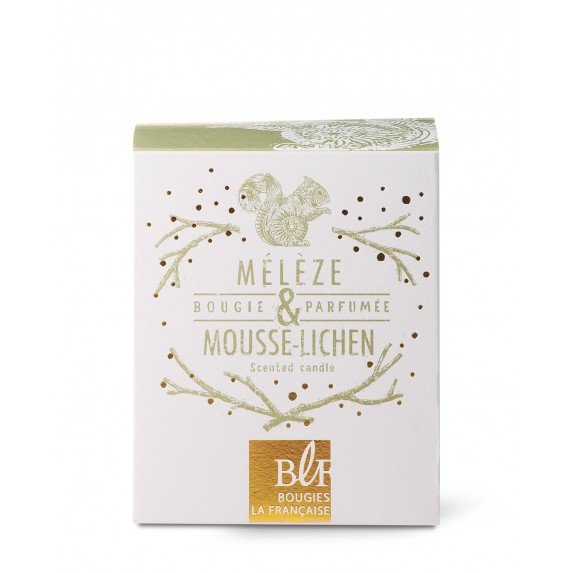 MÉLÈZE
BOUGIE & PARFUMÉE
MOUSSE-LICHEN
Scented candle
BlF
BOUGIES
LA FRANÇAISE